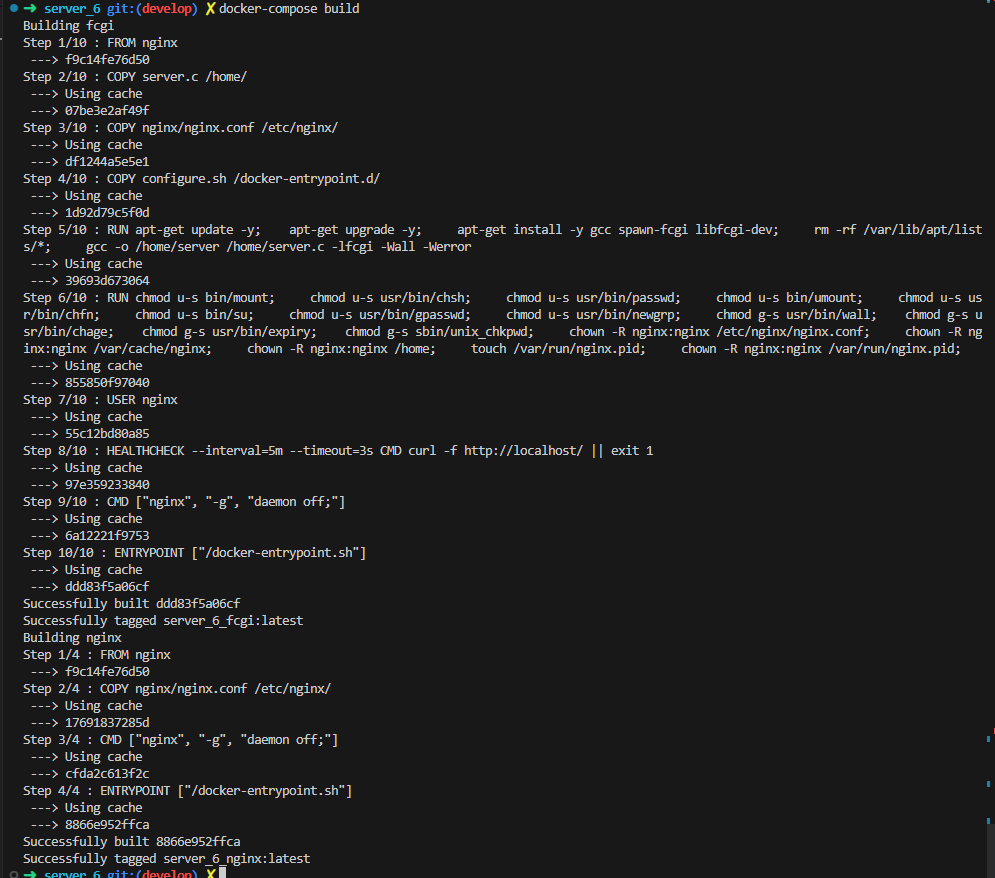 ➜ server_6 git:(develop) ✗ docker-compose build
Building fcgi
Step 1/10 : FROM nginx
 ---> f9c14fe76d50
Step 2/10 : COPY server.c /home/
 ---> Using cache
 ---> 07be3e2af49f
Step 3/10 : COPY nginx/nginx.conf /etc/nginx/
 ---> Using cache
 ---> df1244a5e5e1
Step 4/10 : COPY configure.sh /docker-entrypoint.d/
 ---> Using cache
 ---> 1d92d79c5f0d
Step 5/10 : RUN apt-get update -y;    apt-get upgrade -y;     apt-get install -y gcc spawn-fcgi libfcgi-dev;     rm -rf /var/lib/apt/list
s/*;     gcc -o /home/server /home/server.c -lfcgi -Wall -Werror
 ---> Using cache
 ---> 39693d673064
Step 6/10 : RUN chmod u-s bin/mount;     chmod u-s usr/bin/chsh;     chmod u-s usr/bin/passwd;     chmod u-s bin/umount;     chmod u-s us
r/bin/chfn;     chmod u-s bin/su;     chmod u-s usr/bin/gpasswd;     chmod u-s usr/bin/newgrp;     chmod g-s usr/bin/wall;    chmod g-s u
sr/bin/chage;    chmod g-s usr/bin/expiry;    chmod g-s sbin/unix_chkpwd;     chown -R nginx:nginx /etc/nginx/nginx.conf;     chown -R ng
inx:nginx /var/cache/nginx;     chown -R nginx:nginx /home;     touch /var/run/nginx.pid;     chown -R nginx:nginx /var/run/nginx.pid;
 ---> Using cache
 ---> 855850f97040
Step 7/10 : USER nginx
 ---> Using cache
 ---> 55c12bd80a85
Step 8/10 : HEALTHCHECK --interval=5m --timeout=3s CMD curl -f http://localhost/ || exit 1
 ---> Using cache
 ---> 97e359233840
Step 9/10 : CMD ["nginx", "-g", "daemon off;"]
 ---> Using cache
 ---> 6a12221f9753
Step 10/10 : ENTRYPOINT ["/docker-entrypoint.sh"]
 ---> Using cache
 ---> ddd83f5a06cf
Successfully built ddd83f5a06cf
Successfully tagged server_6_fcgi:latest
Building nginx
Step 1/4 : FROM nginx
 ---> f9c14fe76d50
Step 2/4 : COPY nginx/nginx.conf /etc/nginx/
 ---> Using cache
 ---> 17691837285d
Step 3/4 : CMD ["nginx", "-g", "daemon off;"]
 ---> Using cache
 ---> cfda2c613f2c
Step 4/4 : ENTRYPOINT ["/docker-entrypoint.sh"]
 ---> Using cache
 ---> 8866e952ffca
Successfully built 8866e952ffca
Successfully tagged server_6_nginx:latest
➜ server_6 git:(develop) ✗